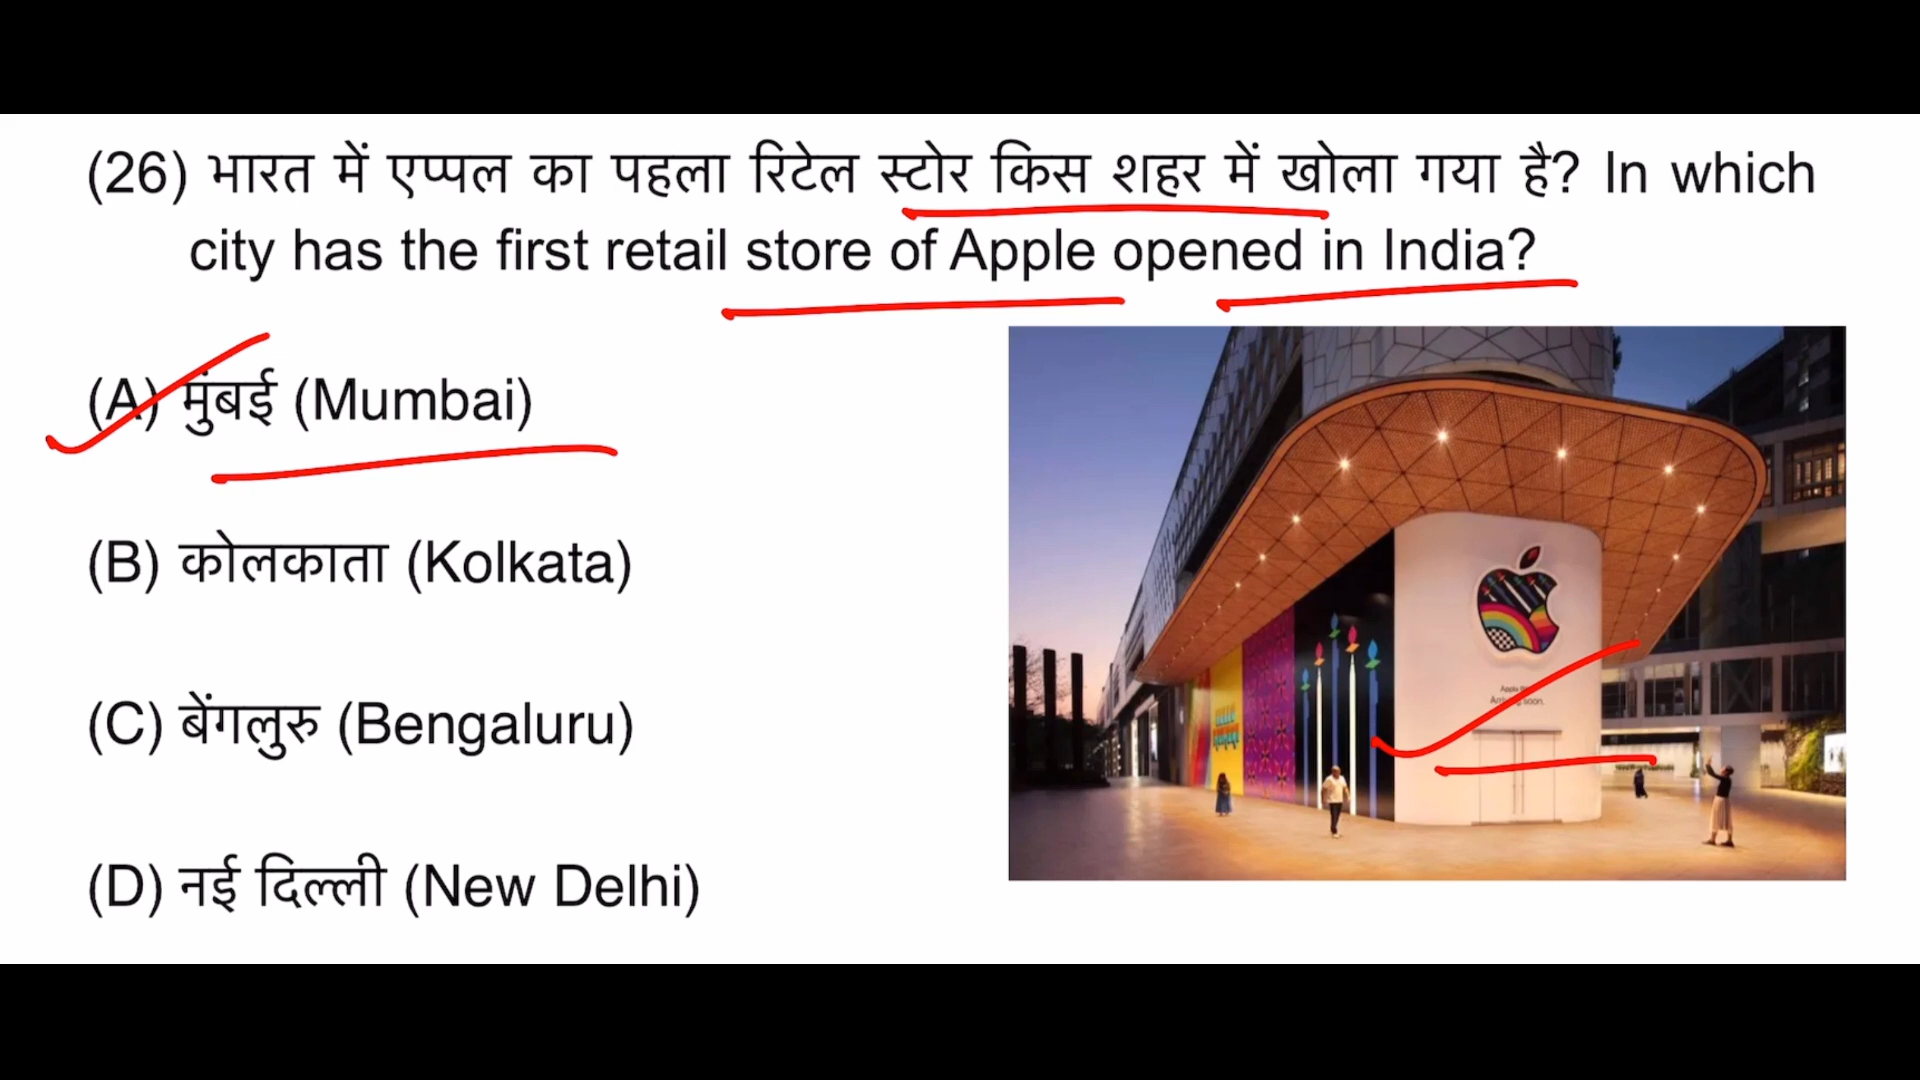 (26) भारत में एप्पल का पहला रिटेल स्टोर किस शहर में खोला गया है? In which
city has the first retail store of Apple opened in India?
(A) मुंबई (Mumbai)
(B) कोलकाता (Kolkata)
(C) बेंगलुरु (Bengaluru)
(D) नई दिल्ली (New Delhi)